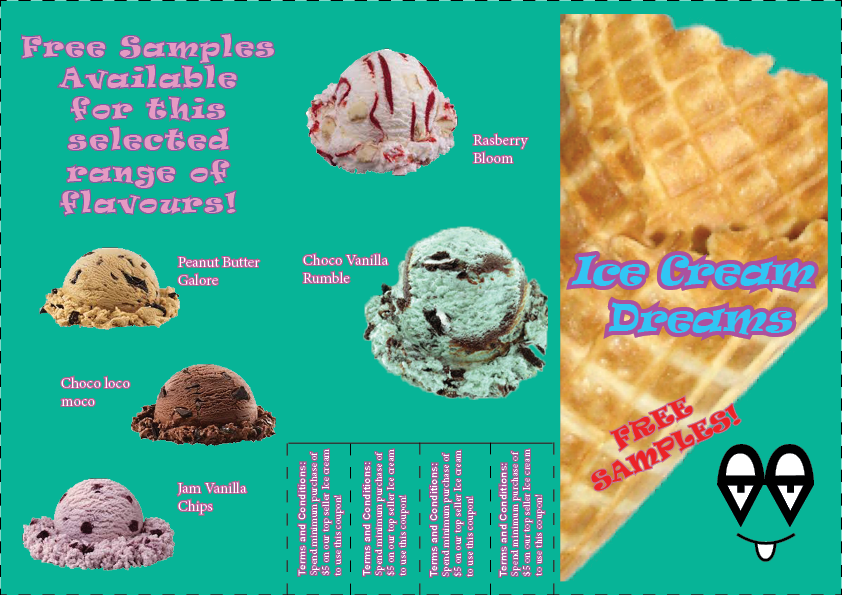 Free Samples
Available
for this
selected
range of
flavours!
Peanut Butter
Galore
Choco loco
moco
Jam Vanilla
Chips
Rasberry
Bloom
Choco Vanilla
Rumble
Terms and Conditions:
Spend minimum purchase of
$5 on our top seller Ice cream
to use this coupon!
Terms and Conditions:
Spend minimum purchase of
$5 on our top seller Ice cream
to use this coupon!
Terms and Conditions:
Spend minimum purchase of
$5 on our top seller Ice cream
to use this coupon!
Terms and Conditions:
Spend minimum purchase of
$5 on our top seller Ice cream
to use this coupon!
Ice Cream
Dreams
FREE
SAMPLES!